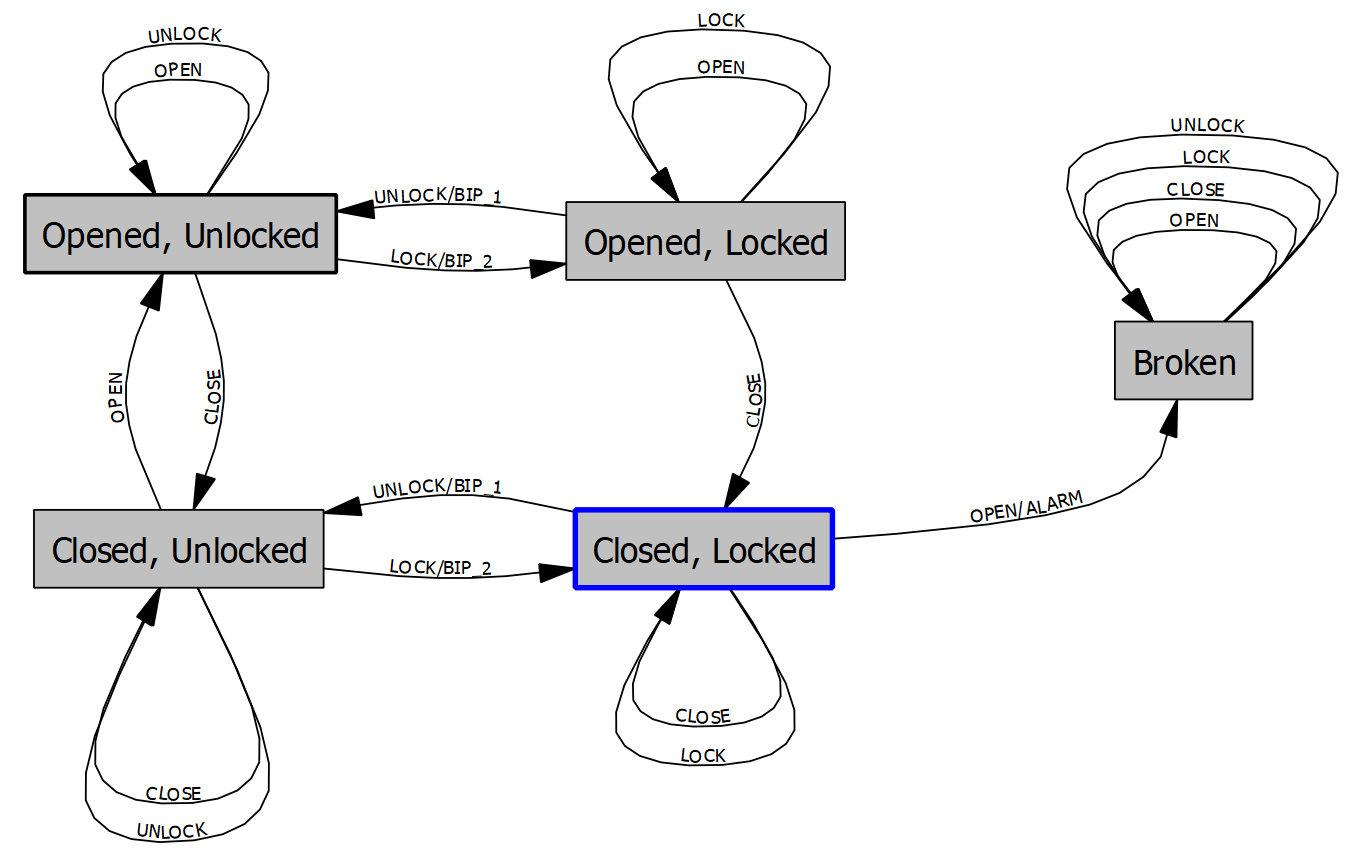 UNLOCK
OPEN
LOCK
OPEN
UNLOCK
LOCK
CLOSE
OPEN
Opened, Unlocked
UNLOCK/BIP_1
LOCK/BIP_2
Opened, Locked
Broken
OPEN
CLOSE
CLOSE
Closed, Unlocked
UNLOCK/BIP_1
LOCK/BIP_2
Closed, Locked
OPEN/ALARM
CLOSE
LOCK
CLOSE
UNLOCK